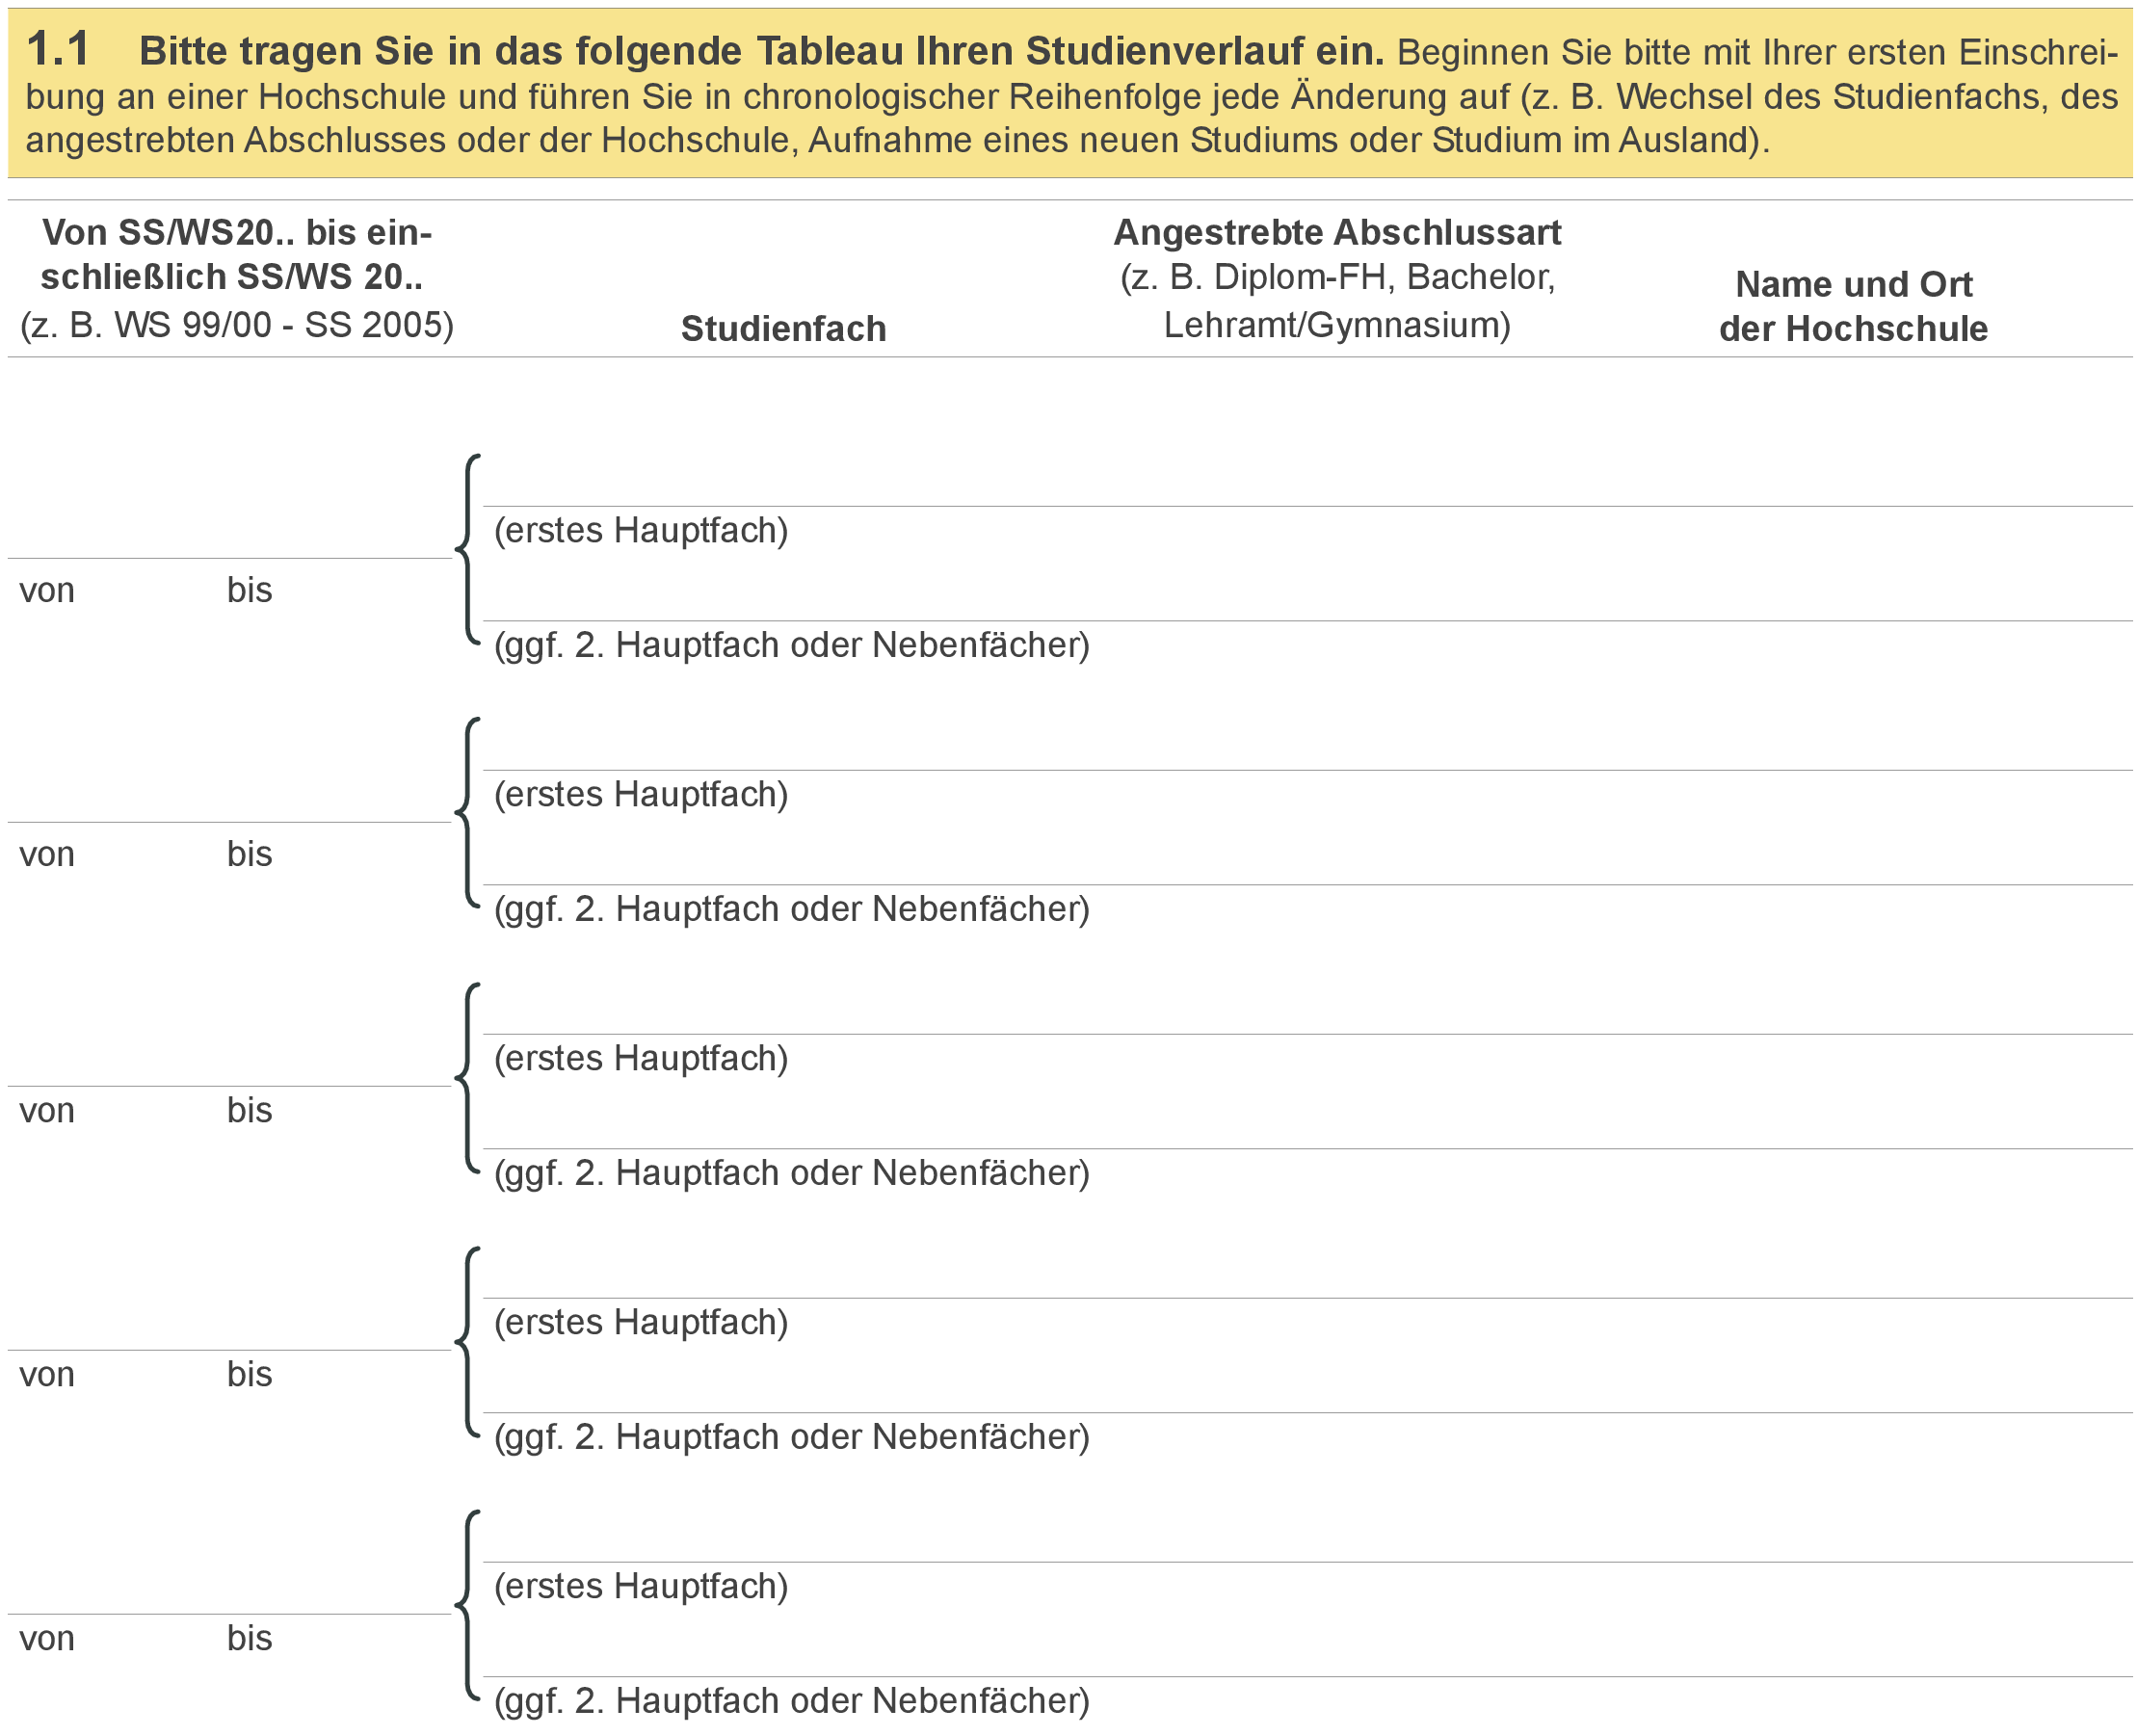 1.1 Bitte tragen Sie in das folgende Tableau Ihren Studienverlauf ein. Beginnen Sie bitte mit Ihrer ersten Einschrei-
bung an einer Hochschule und führen Sie in chronologischer Reihenfolge jede Änderung auf (z. B. Wechsel des Studienfachs, des
angestrebten Abschlusses oder der Hochschule, Aufnahme eines neuen Studiums oder Studium im Ausland).
Von SS/WS20.. bis ein-
schließlich SS/WS 20..
(z. B. WS 99/00 - SS 2005)
Studienfach
Angestrebte Abschlussart
(z. B. Diplom-FH, Bachelor,
Lehramt/Gymnasium)
Name und Ort
der Hochschule
(erstes Hauptfach)
von bis
(ggf. 2. Hauptfach oder Nebenfächer)
(erstes Hauptfach)
von bis
(ggf. 2. Hauptfach oder Nebenfächer)
(erstes Hauptfach)
von bis
(ggf. 2. Hauptfach oder Nebenfächer)
(erstes Hauptfach)
von bis
(ggf. 2. Hauptfach oder Nebenfächer)
(erstes Hauptfach)
von bis
(ggf. 2. Hauptfach oder Nebenfächer)